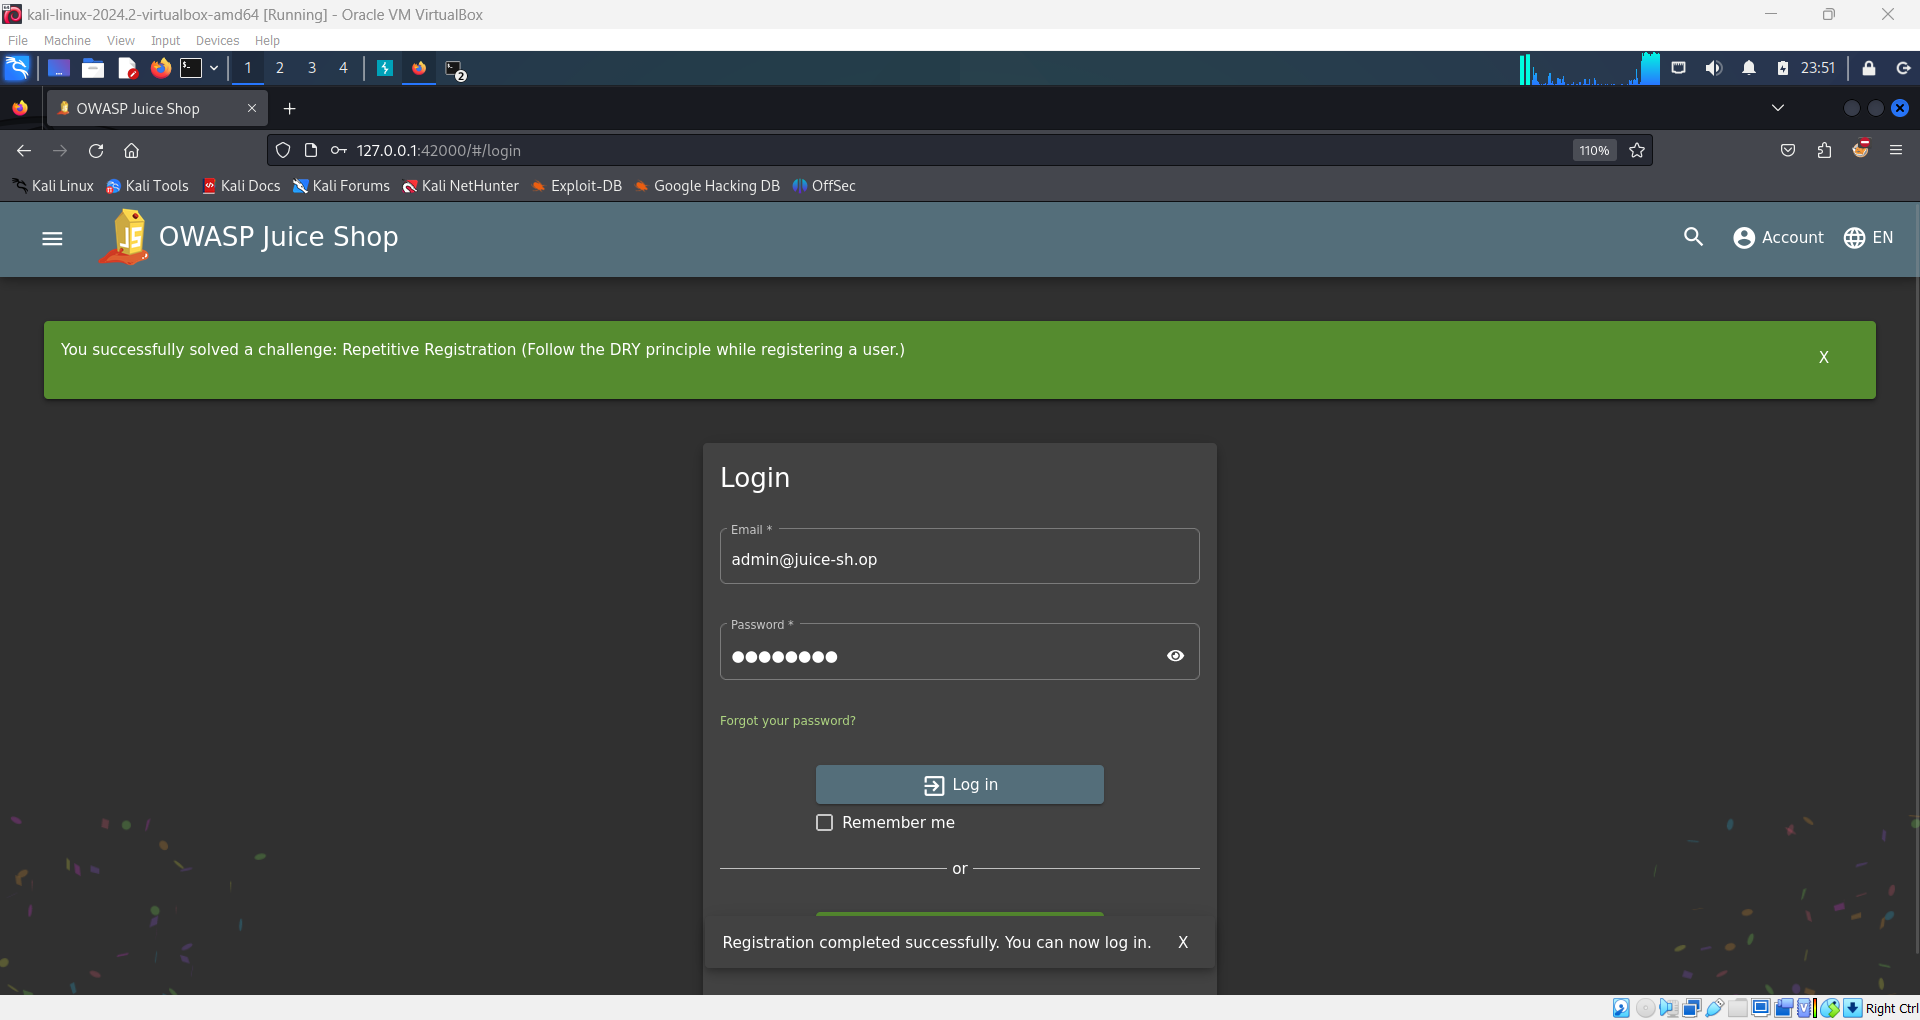 kali-linux-2024.2-virtualbox-amd64 [Running] - Oracle VM VirtualBox
File Machine View Input Devices Help
1 2 3 4 2 23:51
OWASP Juice Shop
127.0.0.1:42000/#/login 110%
Kali Linux Kali Tools Kali Docs Kali Forums Kali NetHunter Exploit-DB Google Hacking DB OffSec
JS OWASP Juice Shop Account EN
You successfully solved a challenge: Repetitive Registration (Follow the DRY principle while registering a user.) X
Login
Email *
admin@juice-sh.op
Password *
●●●●●●●●
Forgot your password?
Log in
Remember me
or
Registration completed successfully. You can now log in. X
Right Ctrl